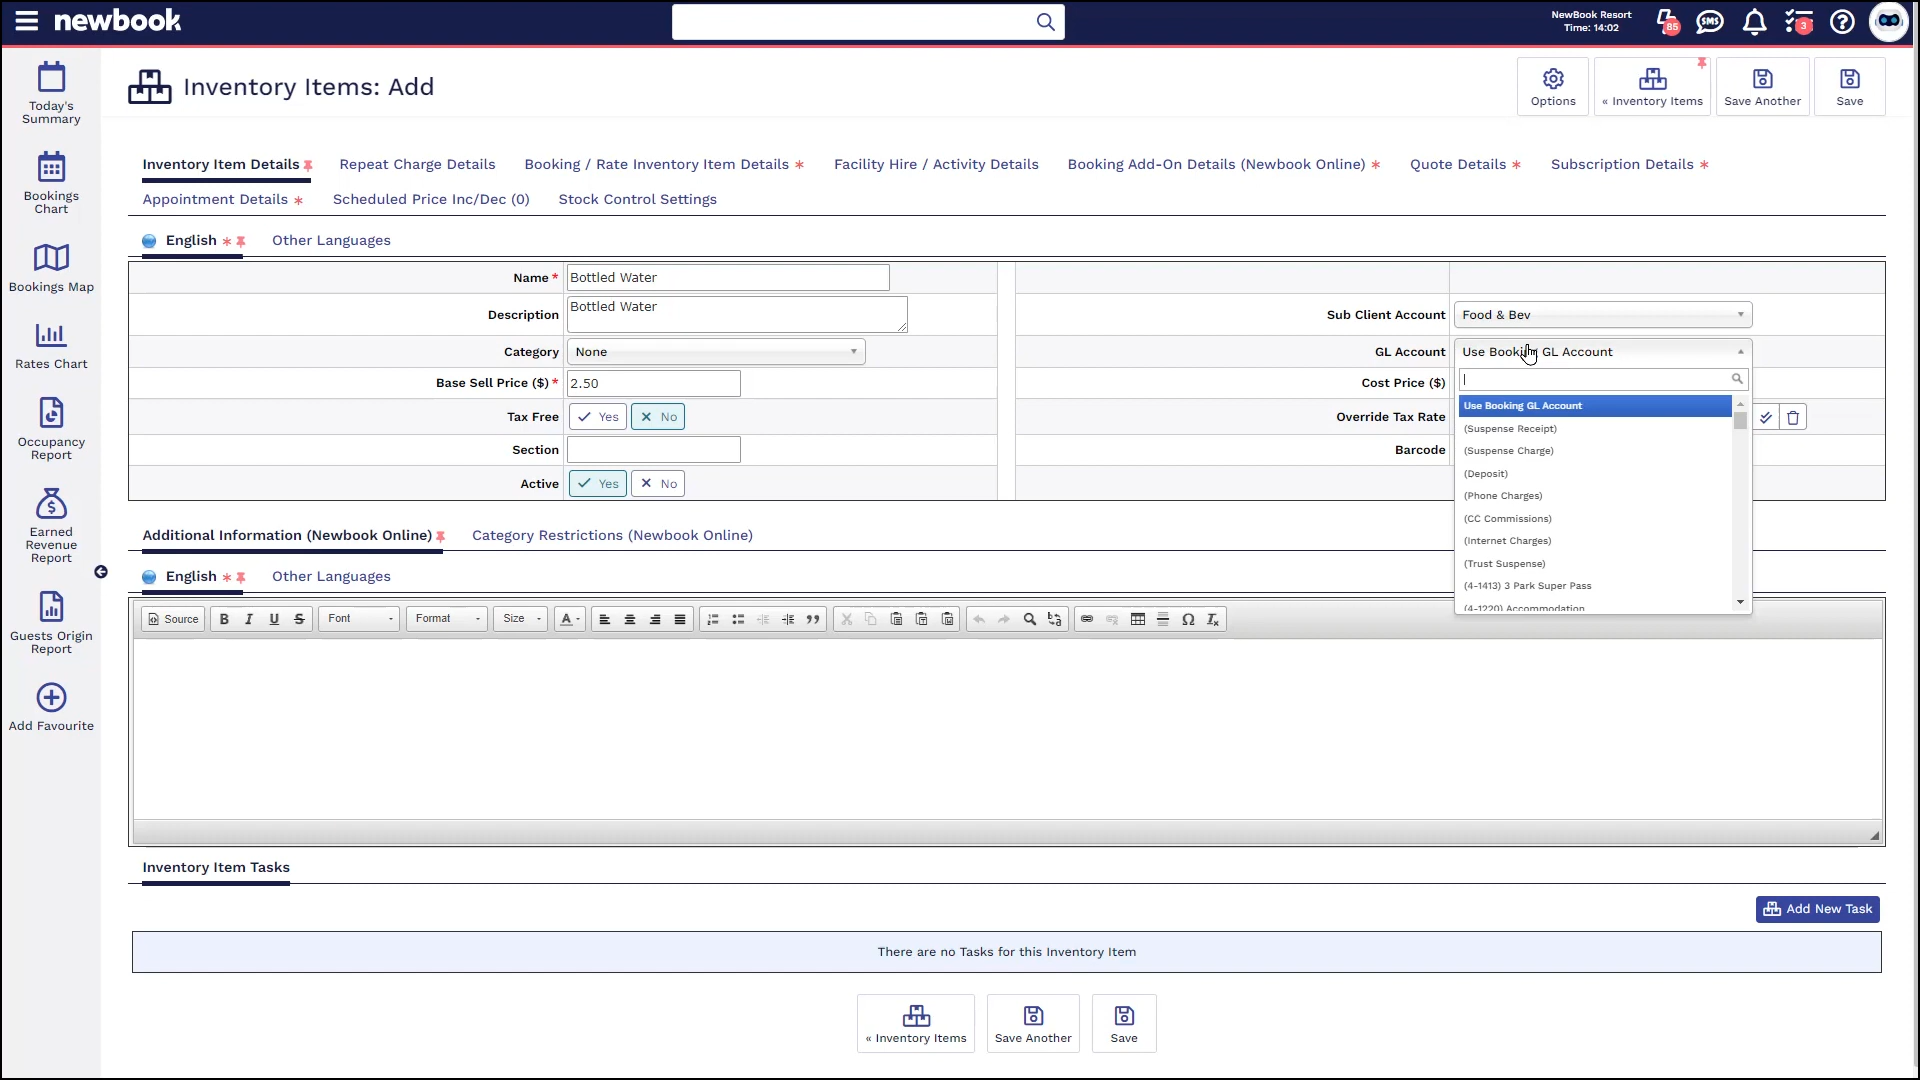 newbook
NewBook Resort
Time: 14:02
85
SMS
3
Today's
Summary
Bookings
Chart
Bookings Map
Rates Chart
Occupancy
Report
Earned
Revenue
Report
Guests Origin
Report
Add Favourite
Inventory Items: Add
Options
« Inventory Items
Save Another
Save
Inventory Item Details
Repeat Charge Details
Booking / Rate Inventory Item Details *
Facility Hire / Activity Details
Booking Add-On Details (Newbook Online) *
Quote Details *
Subscription Details *
Appointment Details *
Scheduled Price Inc/Dec (0)
Stock Control Settings
English *
Other Languages
Name * Bottled Water
Description Bottled Water
Sub Client Account Food & Bev
Category None
GL Account Use Booking GL Account
Base Sell Price ($) * 2.50
Cost Price ($)
Tax Free Yes No
Override Tax Rate
Section
Barcode
Active Yes No
Use Booking GL Account
(Suspense Receipt)
(Suspense Charge)
(Deposit)
(Phone Charges)
(CC Commissions)
(Internet Charges)
(Trust Suspense)
(4-1413) 3 Park Super Pass
(4-1220) Accommodation
Additional Information (Newbook Online)
Category Restrictions (Newbook Online)
English *
Other Languages
Source B I U S Font Format Size A
Inventory Item Tasks
Add New Task
There are no Tasks for this Inventory Item
« Inventory Items
Save Another
Save